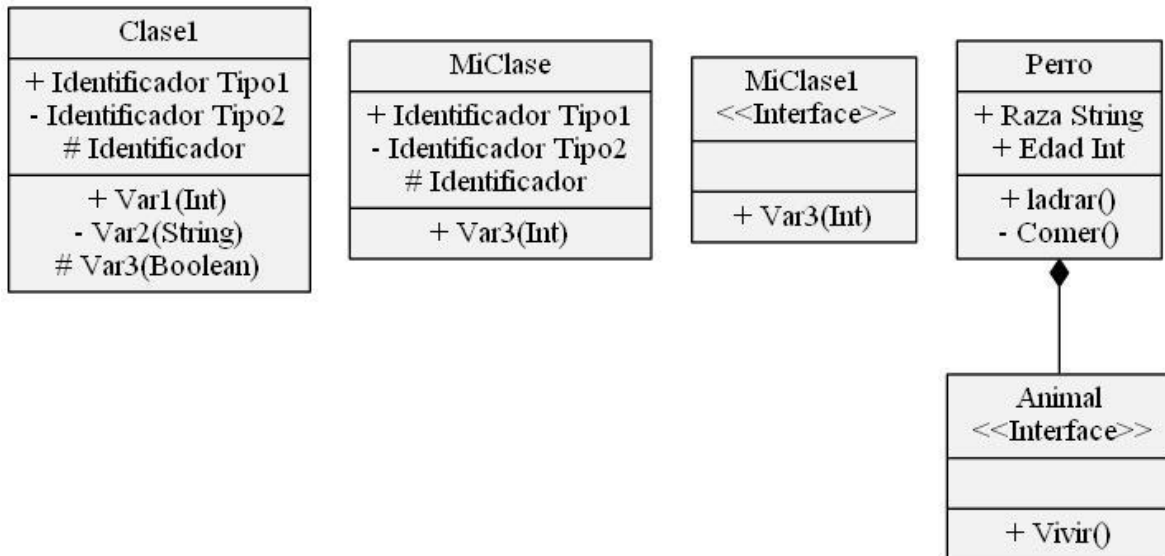 Clase1
+ Identificador Tipo1
- Identificador Tipo2
# Identificador
+ Var1(Int)
- Var2(String)
# Var3(Boolean)
MiClase
+ Identificador Tipo1
- Identificador Tipo2
# Identificador
+ Var3(Int)
MiClase1
<<Interface>>
+ Var3(Int)
Perro
+ Raza String
+ Edad Int
+ ladrar()
- Comer()
Animal
<<Interface>>
+ Vivir()